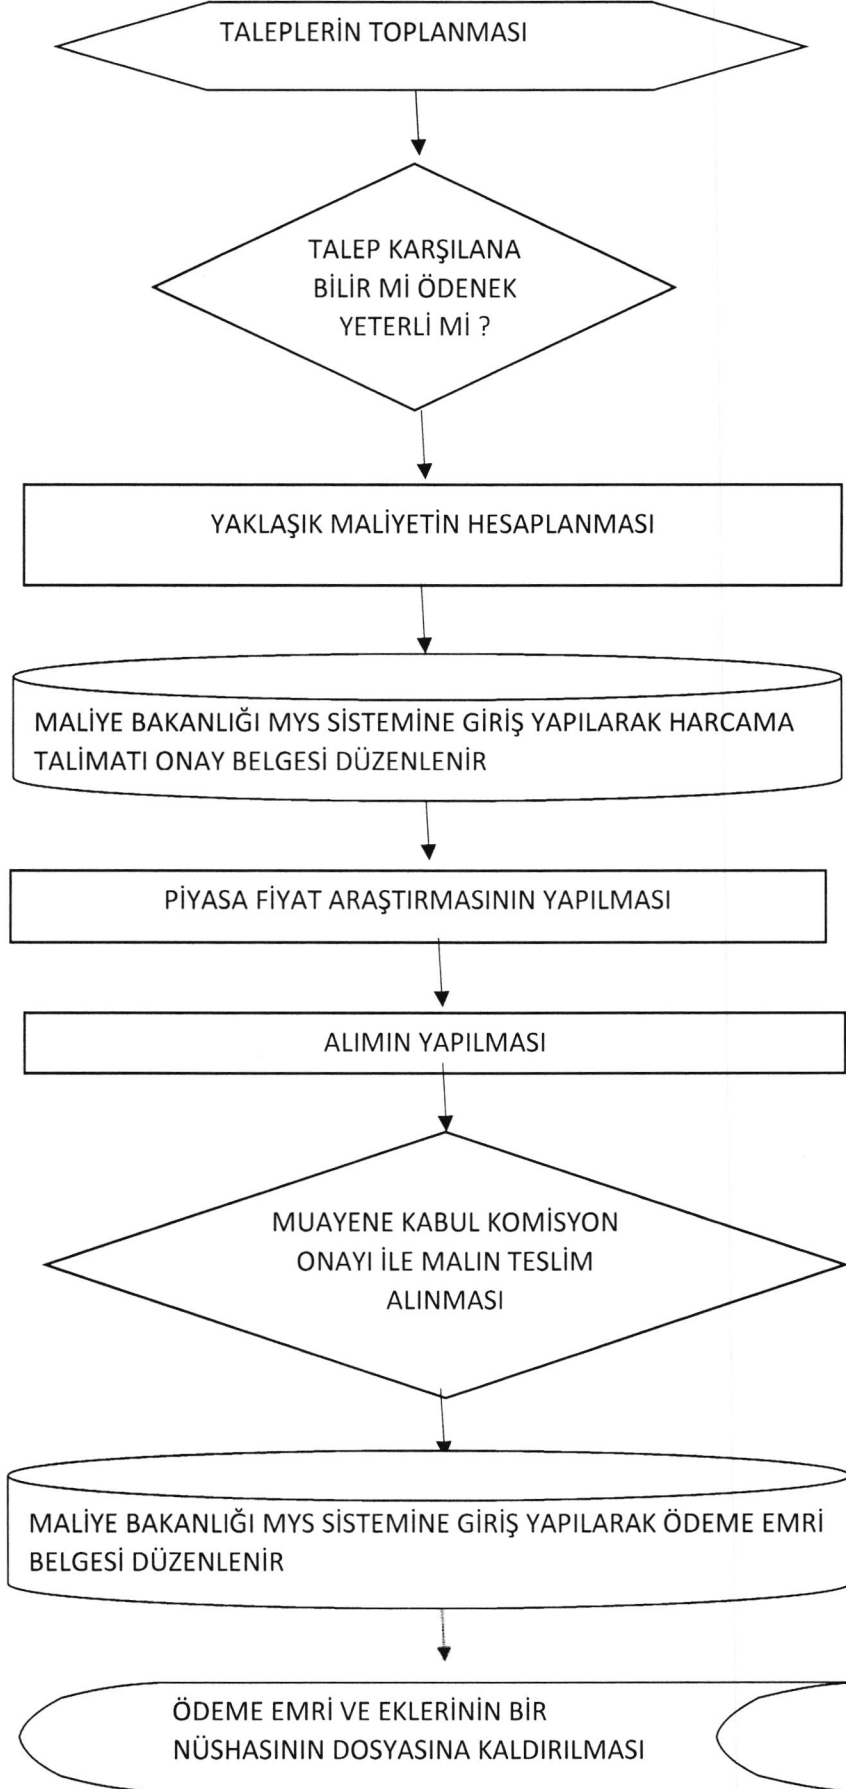 TALEPLERİN TOPLANMASI
TALEP KARŞILANA
BİLİR Mİ ÖDENEK
YETERLİ Mİ ?
YAKLAŞIK MALİYETİN HESAPLANMASI
MALİYE BAKANLIĞI MYS SİSTEMİNE GİRİŞ YAPILARAK HARCAMA
TALİMATI ONAY BELGESİ DÜZENLENİR
PİYASA FİYAT ARAŞTIRMASININ YAPILMASI
ALIMIN YAPILMASI
MUAYENE KABUL KOMİSYON
ONAYI İLE MALIN TESLİM
ALINMASI
MALİYE BAKANLIĞI MYS SİSTEMİNE GİRİŞ YAPILARAK ÖDEME EMRİ
BELGESİ DÜZENLENİR
ÖDEME EMRİ VE EKLERİNİN BİR
NÜSHASININ DOSYASINA KALDIRILMASI